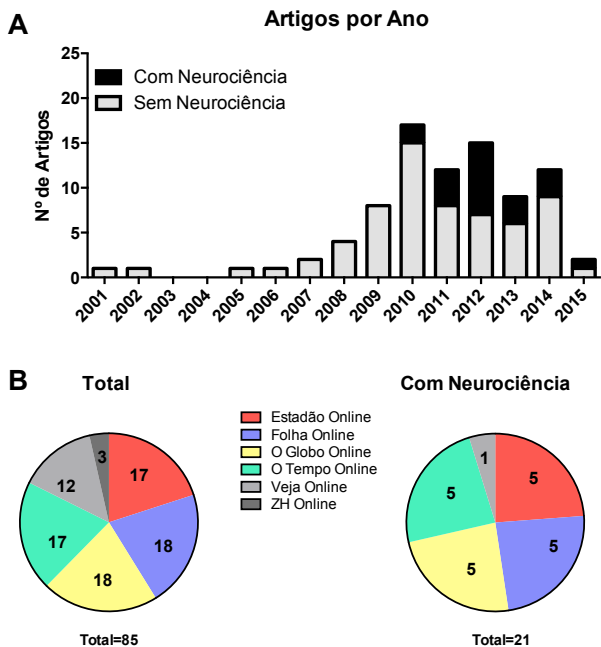 A
Artigos por Ano
Nº de Artigos
25
20
15
10
5
0
Com Neurociência
Sem Neurociência
2001
2002
2003
2004
2005
2006
2007
2008
2009
2010
2011
2012
2013
2014
2015
B
Total
Com Neurociência
17
18
18
17
12
3
Total=85
Estadão Online
Folha Online
O Globo Online
O Tempo Online
Veja Online
ZH Online
5
5
5
5
1
Total=21